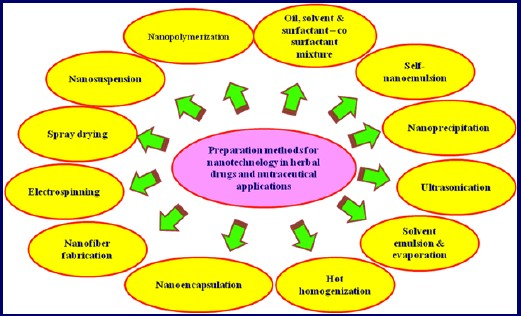 Nanopolymerization
Oil, solvent &
surfactant – co
surfactant
mixture
Self-
nanoemulsion
Nanosuspension
Nanoprecipitation
Spray drying
Preparation methods for
nanotechnology in herbal
drugs and nutraceutical
applications
Electrospinning
Ultrasonication
Nanofiber
fabrication
Solvent
emulsion &
evaporation
Nanoencapsulation
Hot
homogenization